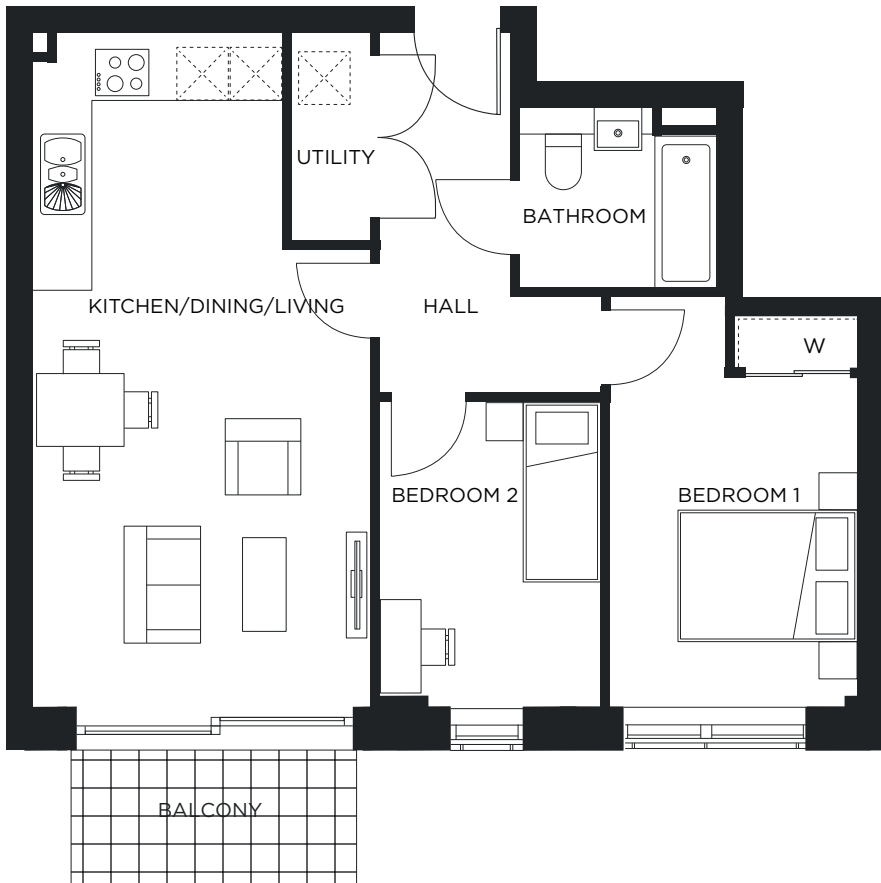 UTILITY
BATHROOM
KITCHEN/DINING/LIVING
HALL
W
BEDROOM 2
BEDROOM 1
BALCONY